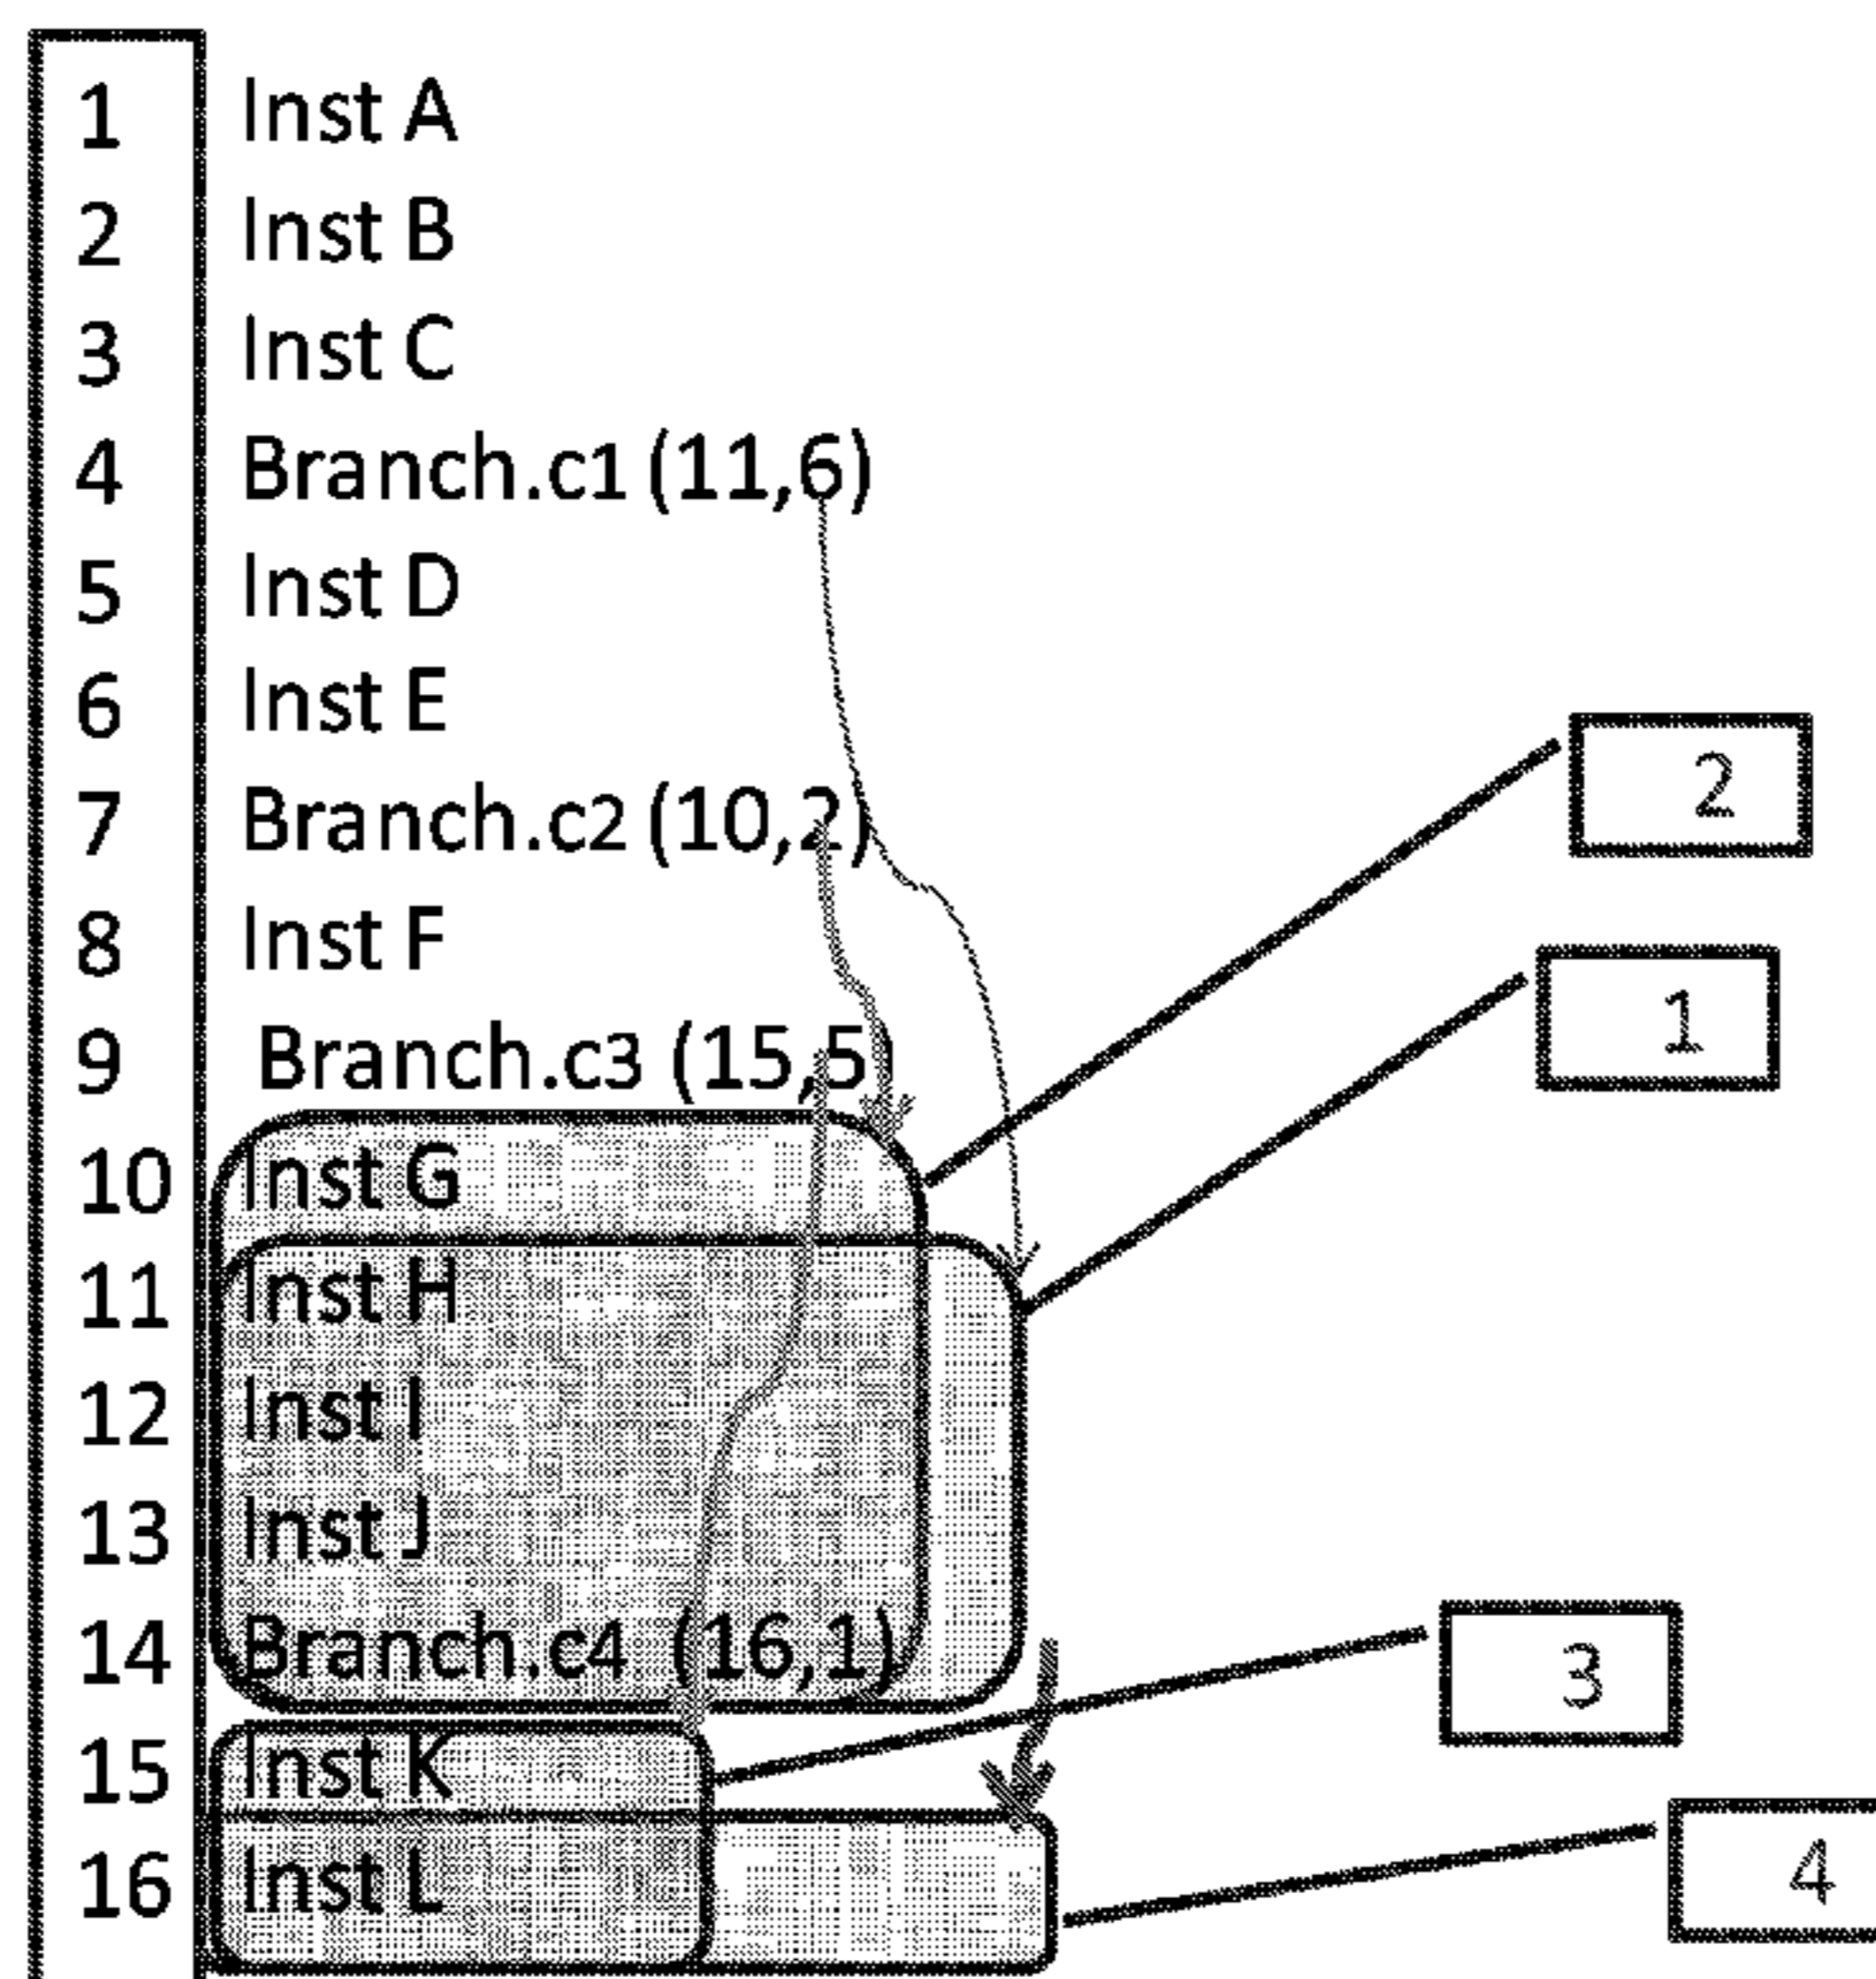 1 Inst A
2 Inst B
3 Inst C
4 Branch.c1 (11,6)
5 Inst D
6 Inst E
2
7 Branch.c2 (10,2)
8 Inst F
1
9 Branch.c3 (15,5)
10 Inst G
11 Inst H
12 Inst I
13 Inst J
14 Branch.c4 (16,1)
3
15 Inst K
16 Inst L
4